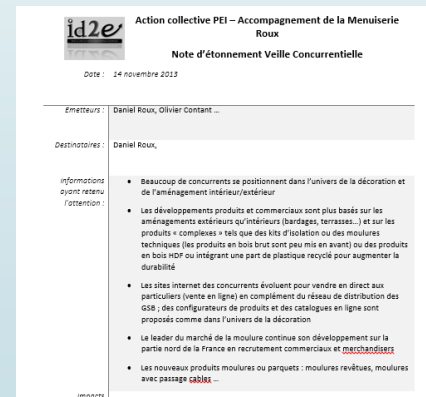 id2e
Action collective PEI – Accompagnement de la Menuiserie
Roux
Note d'étonnement Veille Concurrentielle
Date : 14 novembre 2013
Emetteurs : Daniel Roux, Olivier Contant …
Destinataires : Daniel Roux,
informations
ayant retenu
l'attention :
• Beaucoup de concurrents se positionnent dans l'univers de la décoration et
de l'aménagement intérieur/extérieur
• Les développements produits et commerciaux sont plus basés sur les
aménagements extérieurs qu'intérieurs (bardages, terrasses…) et sur les
produits « complexes » tels que des kits d'isolation ou des moulures
techniques (les produits en bois brut sont peu mis en avant) ou des produits
en bois HDF ou intégrant une part de plastique recyclé pour augmenter la
durabilité
• Les sites internet des concurrents évoluent pour vendre en direct aux
particuliers (vente en ligne) en complément du réseau de distribution des
GSB ; des configurateurs de produits et des catalogues en ligne sont
proposés comme dans l'univers de la décoration
• Le leader du marché de la moulure continue son développement sur la
partie nord de la France en recrutement commerciaux et merchandisers
• Les nouveaux produits moulures ou parquets : moulures revêtues, moulures
avec passage cables …
impacts